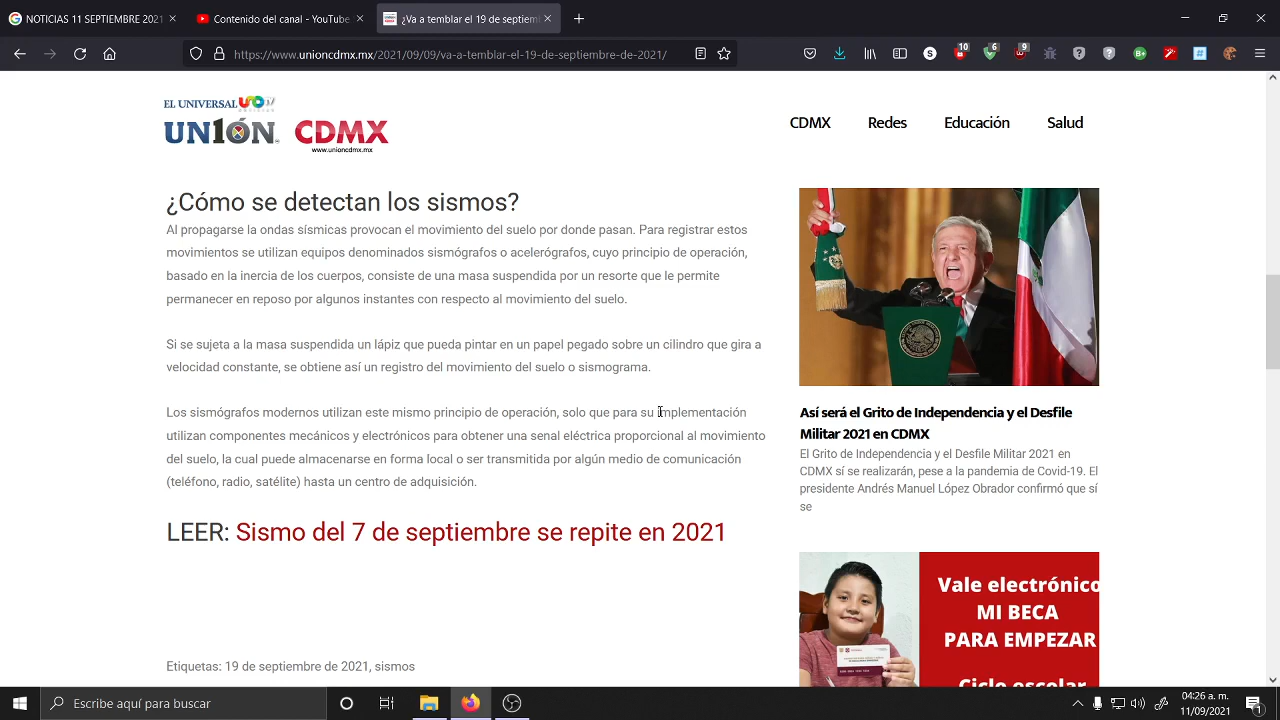 NOTICIAS 11 SEPTIEMBRE 2021
Contenido del canal - YouTube
¿Va a temblar el 19 de septiem
https://www.unioncdmx.mx/2021/09/09/va-a-temblar-el-19-de-septiembre-de-2021/
10
6
9
EL UNIVERSAL UNO TV
NOTICIAS
UN1ÓN CDMX
www.unioncdmx.mx
CDMX
Redes
Educación
Salud
¿Cómo se detectan los sismos?
Al propagarse la ondas sísmicas provocan el movimiento del suelo por donde pasan. Para registrar estos
movimientos se utilizan equipos denominados sismógrafos o acelerógrafos, cuyo principio de operación,
basado en la inercia de los cuerpos, consiste de una masa suspendida por un resorte que le permite
permanecer en reposo por algunos instantes con respecto al movimiento del suelo.
Si se sujeta a la masa suspendida un lápiz que pueda pintar en un papel pegado sobre un cilindro que gira a
velocidad constante, se obtiene así un registro del movimiento del suelo o sismograma.
Los sismógrafos modernos utilizan este mismo principio de operación, solo que para su implementación
utilizan componentes mecánicos y electrónicos para obtener una senal eléctrica proporcional al movimiento
del suelo, la cual puede almacenarse en forma local o ser transmitida por algún medio de comunicación
(teléfono, radio, satélite) hasta un centro de adquisición.
LEER: Sismo del 7 de septiembre se repite en 2021
Etiquetas: 19 de septiembre de 2021, sismos
Así será el Grito de Independencia y el Desfile
Militar 2021 en CDMX
El Grito de Independencia y el Desfile Militar 2021 en
CDMX sí se realizarán, pese a la pandemia de Covid-19. El
presidente Andrés Manuel López Obrador confirmó que sí
se
Vale electrónico
MI BECA
PARA EMPEZAR
Ciclo escolar
Escribe aquí para buscar
04:26 a. m.
11/09/2021
1